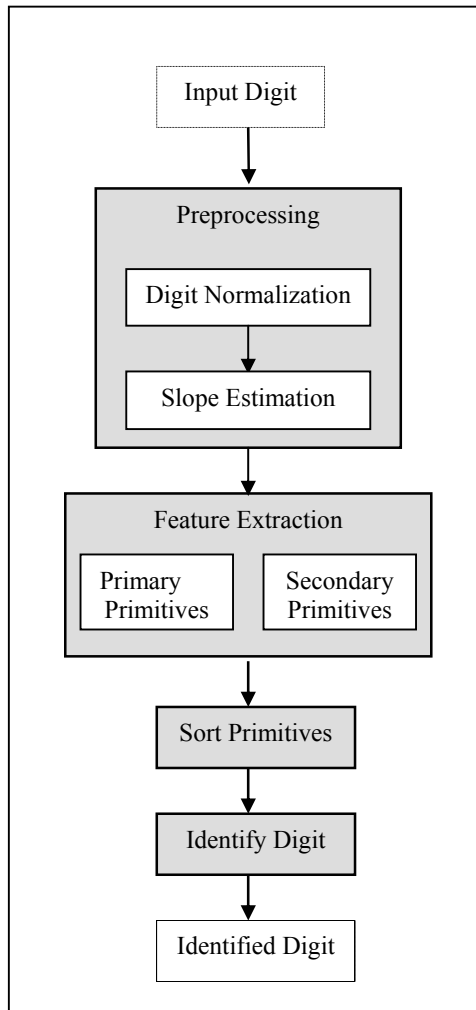 Input Digit
Preprocessing
Digit Normalization
Slope Estimation
Feature Extraction
Primary
Primitives
Secondary
Primitives
Sort Primitives
Identify Digit
Identified Digit